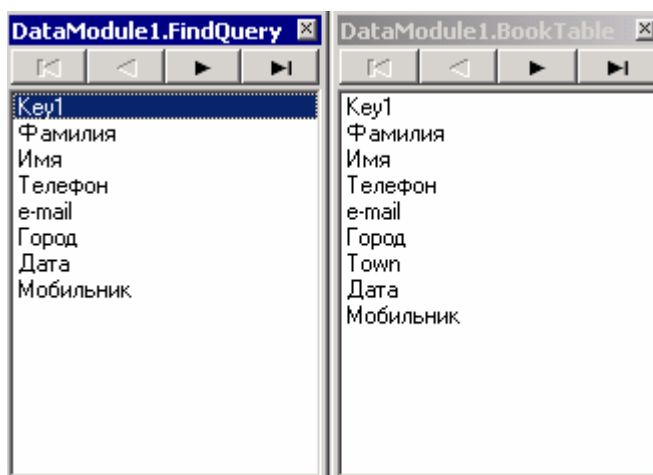 DataModule1.FindQuery
Key1
Фамилия
Имя
Телефон
e-mail
Город
Дата
Мобильник
DataModule1.BookTable
Key1
Фамилия
Имя
Телефон
e-mail
Город
Town
Дата
Мобильник